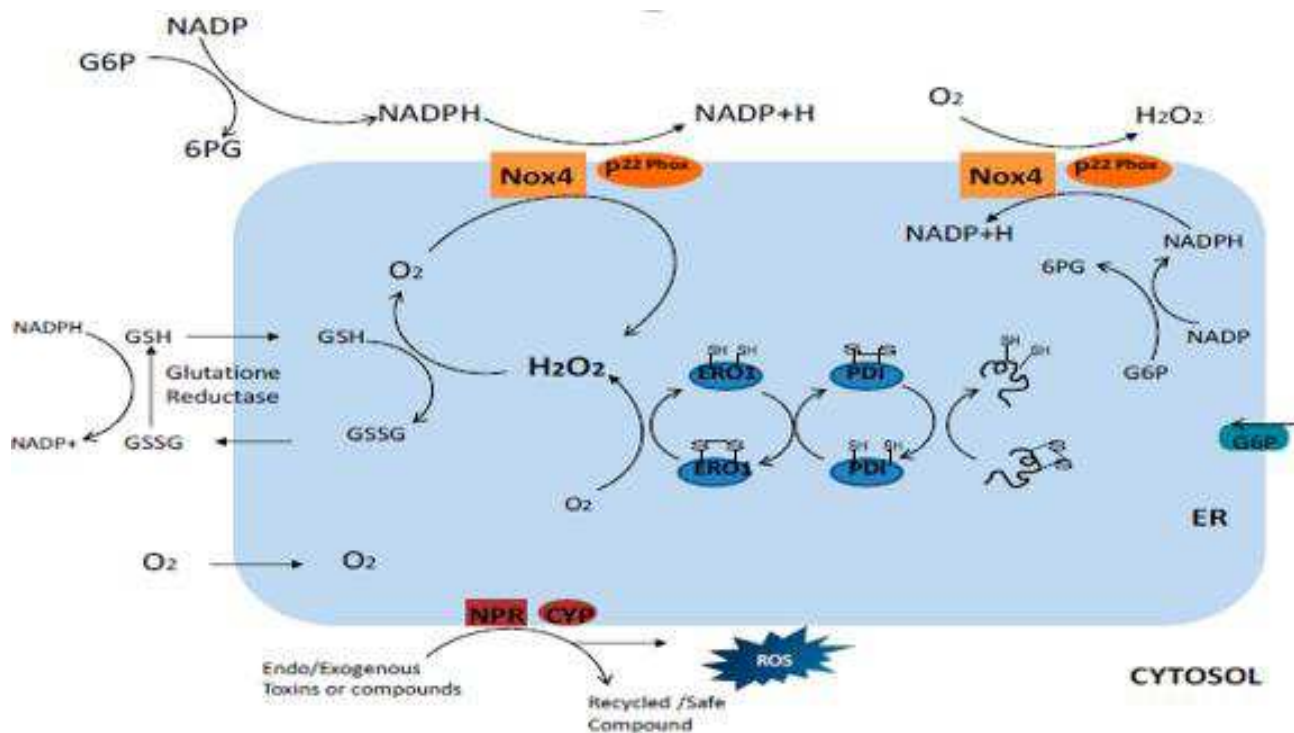 NADP
G6P
NADPH
NADP+H
6PG
O2
H2O2
Nox4
p22 Phox
Nox4
p22 Phox
NADP+H
NADPH
6PG
O2
NADP
G6P
NADPH
GSH
GSH
Glutatione
Reductase
H2O2
SH SH
ERO1
S S
PDI
SH
SH
NADP+
GSSG
GSSG
S S
ERO1
SH SH
PDI
S
S
G6P
O2
ER
O2
O2
NPR
CYP
ROS
Endo/Exogenous
Toxins or compounds
Recycled /Safe
Compound
CYTOSOL